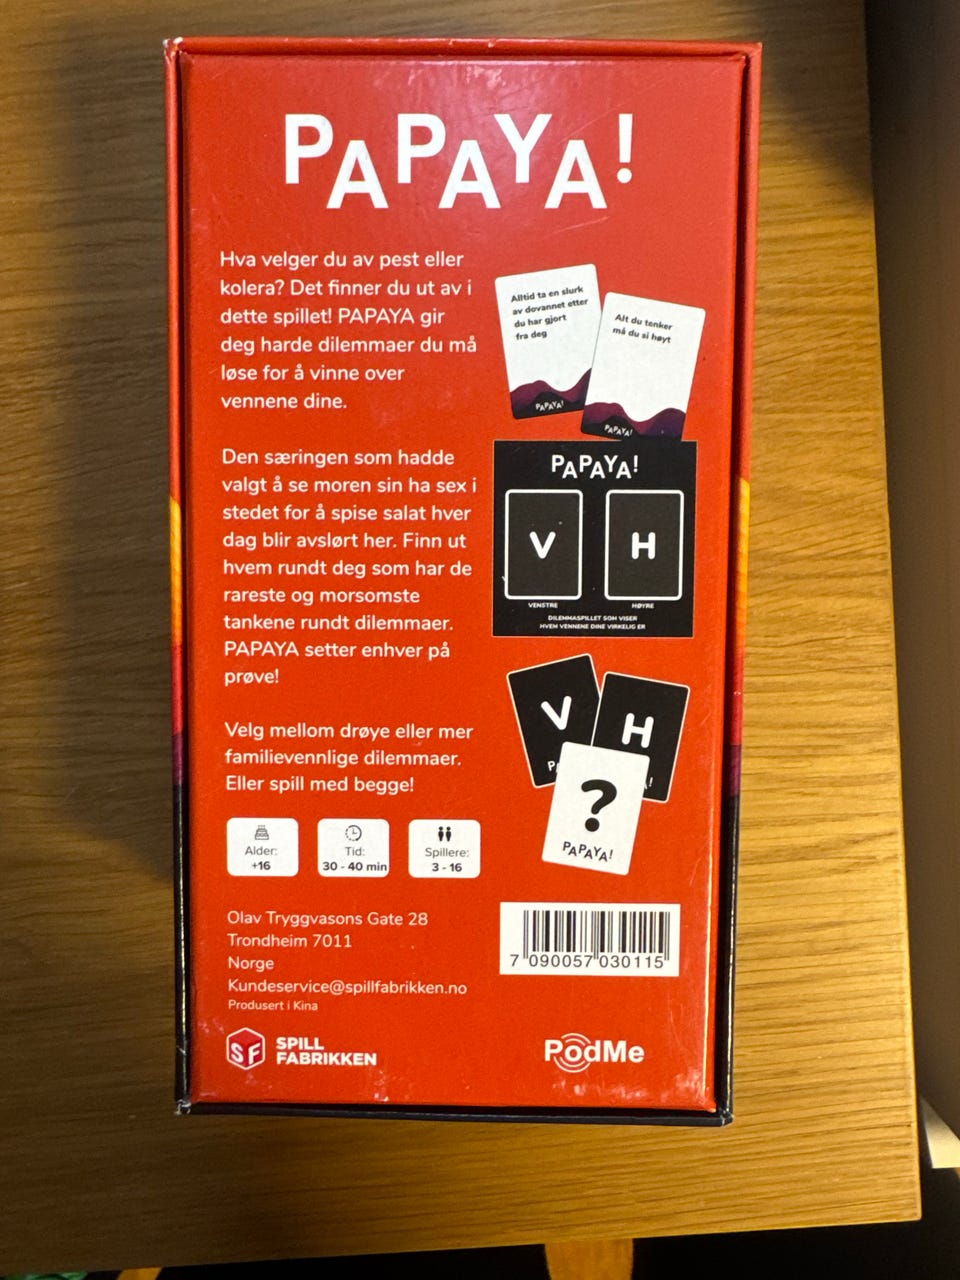 PAPAYA!
Hva velger du av pest eller
kolera? Det finner du ut av i
dette spillet! PAPAYA gir
deg harde dilemmaer du må
løse for å vinne over
vennene dine.
Den særingen som hadde
valgt å se moren sin ha sex i
stedet for å spise salat hver
dag blir avslørt her. Finn ut
hvem rundt deg som har de
rareste og morsomste
tankene rundt dilemmaer.
PAPAYA setter enhver på
prøve!
Velg mellom drøye eller mer
familievennlige dilemmaer.
Eller spill med begge!
Alltid ta en slurk
av dovannet etter
du har gjort
fra deg
PAPAYA!
Alt du tenker
må du si høyt
PAPAYA!
PAPAYA!
V
H
VENSTRE
HØYRE
DILEMMASPILLET SOM VISER
HVEM VENNENE DINE VIRKELIG ER
V
PA
H
A!
?
PAPAYA!
Alder:
+16
Tid:
30 - 40 min
Spillere:
3 - 16
Olav Tryggvasons Gate 28
Trondheim 7011
Norge
Kundeservice@spillfabrikken.no
Produsert i Kina
7 090057 030115
SF
SPILL
FABRIKKEN
PodMe